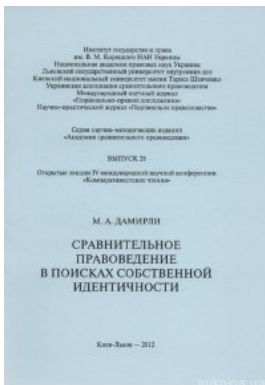 Институт государства и права
им. В. М. Корецкого НАН Украины
Национальная академия правовых наук Украины
Львовский государственный университет внутренних дел
Киевский национальный университет имени Тараса Шевченко
Украинская ассоциация сравнительного правоведения
Международный научный журнал
Научно-практический журнал «Порівняльне правознавство»
Серия научно-методических изданий
«Академия сравнительного правоведения»
ВЫПУСК 28
Открытые лекции IV международной научной конференции
«Компаративистские чтения»
М. А. ДАМИРЛИ
СРАВНИТЕЛЬНОЕ
ПРАВОВЕДЕНИЕ
В ПОИСКАХ СОБСТВЕННОЙ
ИДЕНТИЧНОСТИ
Киев-Львов – 2012